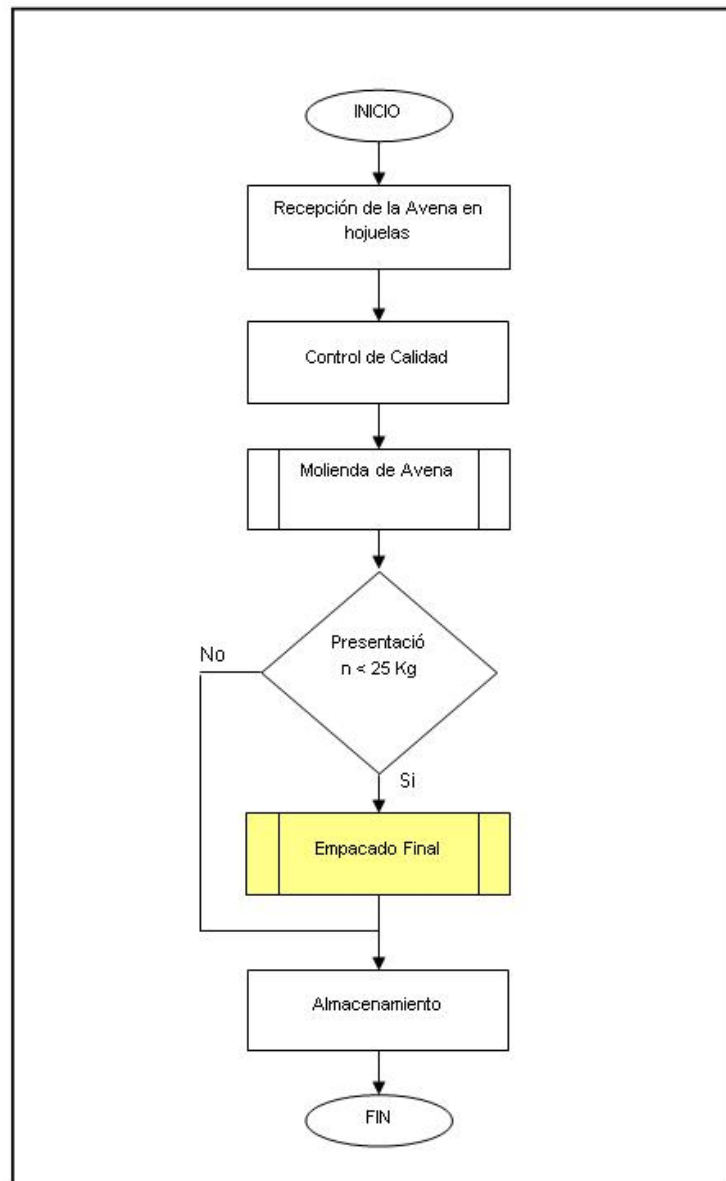 INICIO
Recepción de la Avena en
hojuelas
Control de Calidad
Molienda de Avena
Presentació
n < 25 Kg
No
Si
Empacado Final
Almacenamiento
FIN